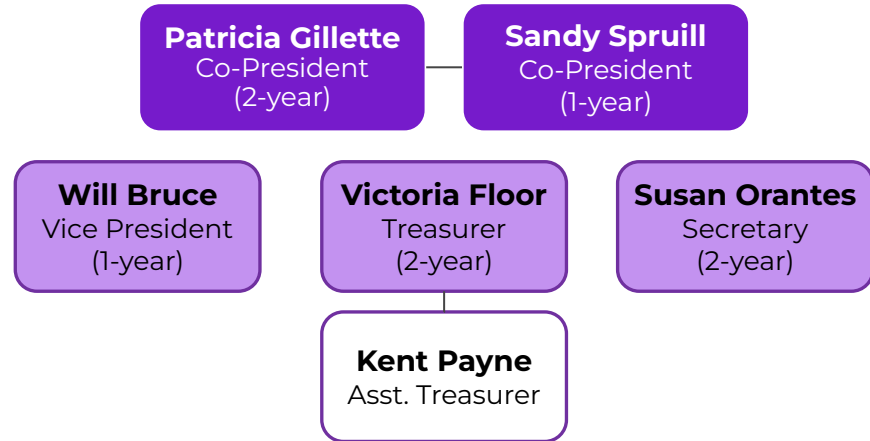 Patricia Gillette
Co-President
(2-year)
Sandy Spruill
Co-President
(1-year)
Will Bruce
Vice President
(1-year)
Victoria Floor
Treasurer
(2-year)
Susan Orantes
Secretary
(2-year)
Kent Payne
Asst. Treasurer